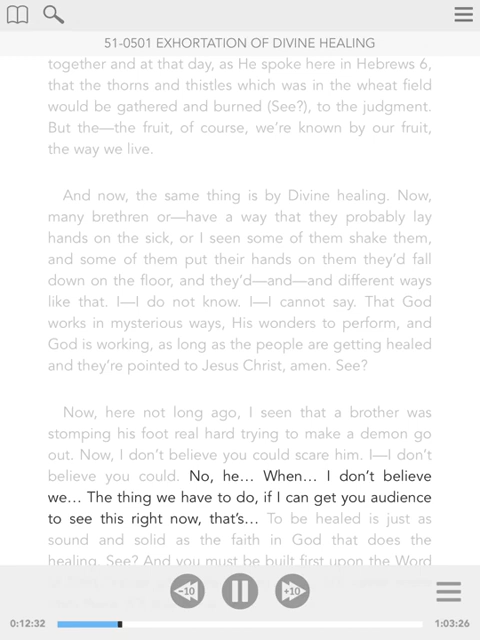 51-0501 EXHORTATION OF DIVINE HEALING
together and at that day, as He spoke here in Hebrews 6,
that the thorns and thistles which was in the wheat field
would be gathered and burned (See?), to the judgment.
But the—the fruit, of course, we’re known by our fruit,
the way we live.
And now, the same thing is by Divine healing. Now,
many brethren or—have a way that they probably lay
hands on the sick, or I seen some of them shake them,
and some of them put their hands on them they’d fall
down on the floor, and they’d—and—and different ways
like that. I—I do not know. I—I cannot say. That God
works in mysterious ways, His wonders to perform, and
God is working, as long as the people are getting healed
and they’re pointed to Jesus Christ, amen. See?
Now, here not long ago, I seen that a brother was
stomping his foot real hard trying to make a demon go
out. Now, I don’t believe you could scare him. I—I don’t
believe you could. No, he… When… I don’t believe
we… The thing we have to do, if I can get you audience
to see this right now, that’s… To be healed is just as
sound and solid as the faith in God that does the
healing. See? And you must be built first upon the Word
-10
+10
0:12:32
1:03:26